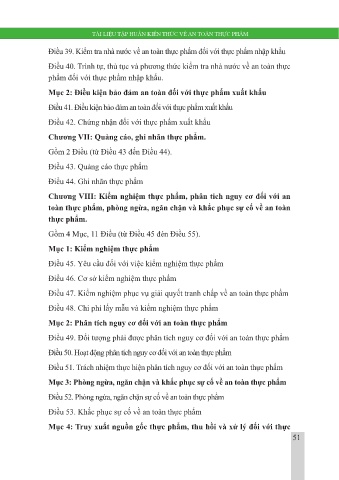 TÀI LIỆU TẬP HUẤN KIẾN THỨC VỀ AN TOÀN THỰC PHẨM
Điều 39. Kiểm tra nhà nước về an toàn thực phẩm đối với thực phẩm nhập khẩu
Điều 40. Trình tự, thủ tục và phương thức kiểm tra nhà nước về an toàn thực
phẩm đối với thực phẩm nhập khẩu.
Mục 2: Điều kiện bảo đảm an toàn đối với thực phẩm xuất khẩu
Điều 41. Điều kiện bảo đảm an toàn đối với thực phẩm xuất khẩu
Điều 42. Chứng nhận đối với thực phẩm xuất khẩu
Chương VII: Quảng cáo, ghi nhãn thực phẩm.
Gồm 2 Điều (từ Điều 43 đến Điều 44).
Điều 43. Quảng cáo thực phẩm
Điều 44. Ghi nhãn thực phẩm
Chương VIII: Kiểm nghiệm thực phẩm, phân tích nguy cơ đối với an
toàn thực phẩm, phòng ngừa, ngăn chặn và khắc phục sự cố về an toàn
thực phẩm.
Gồm 4 Mục, 11 Điều (từ Điều 45 đến Điều 55).
Mục 1: Kiểm nghiệm thực phẩm
Điều 45. Yêu cầu đối với việc kiểm nghiệm thực phẩm
Điều 46. Cơ sở kiểm nghiệm thực phẩm
Điều 47. Kiểm nghiệm phục vụ giải quyết tranh chấp về an toàn thực phẩm
Điều 48. Chi phí lấy mẫu và kiểm nghiệm thực phẩm
Mục 2: Phân tích nguy cơ đối với an toàn thực phẩm
Điều 49. Đối tượng phải được phân tích nguy cơ đối với an toàn thực phẩm
Điều 50. Hoạt động phân tích nguy cơ đối với an toàn thực phẩm
Điều 51. Trách nhiệm thực hiện phân tích nguy cơ đối với an toàn thực phẩm
Mục 3: Phòng ngừa, ngăn chặn và khắc phục sự cố về an toàn thực phẩm
Điều 52. Phòng ngừa, ngăn chặn sự cố về an toàn thực phẩm
Điều 53. Khắc phục sự cố về an toàn thực phẩm
Mục 4: Truy xuất nguồn gốc thực phẩm, thu hồi và xử lý đối với thực
51